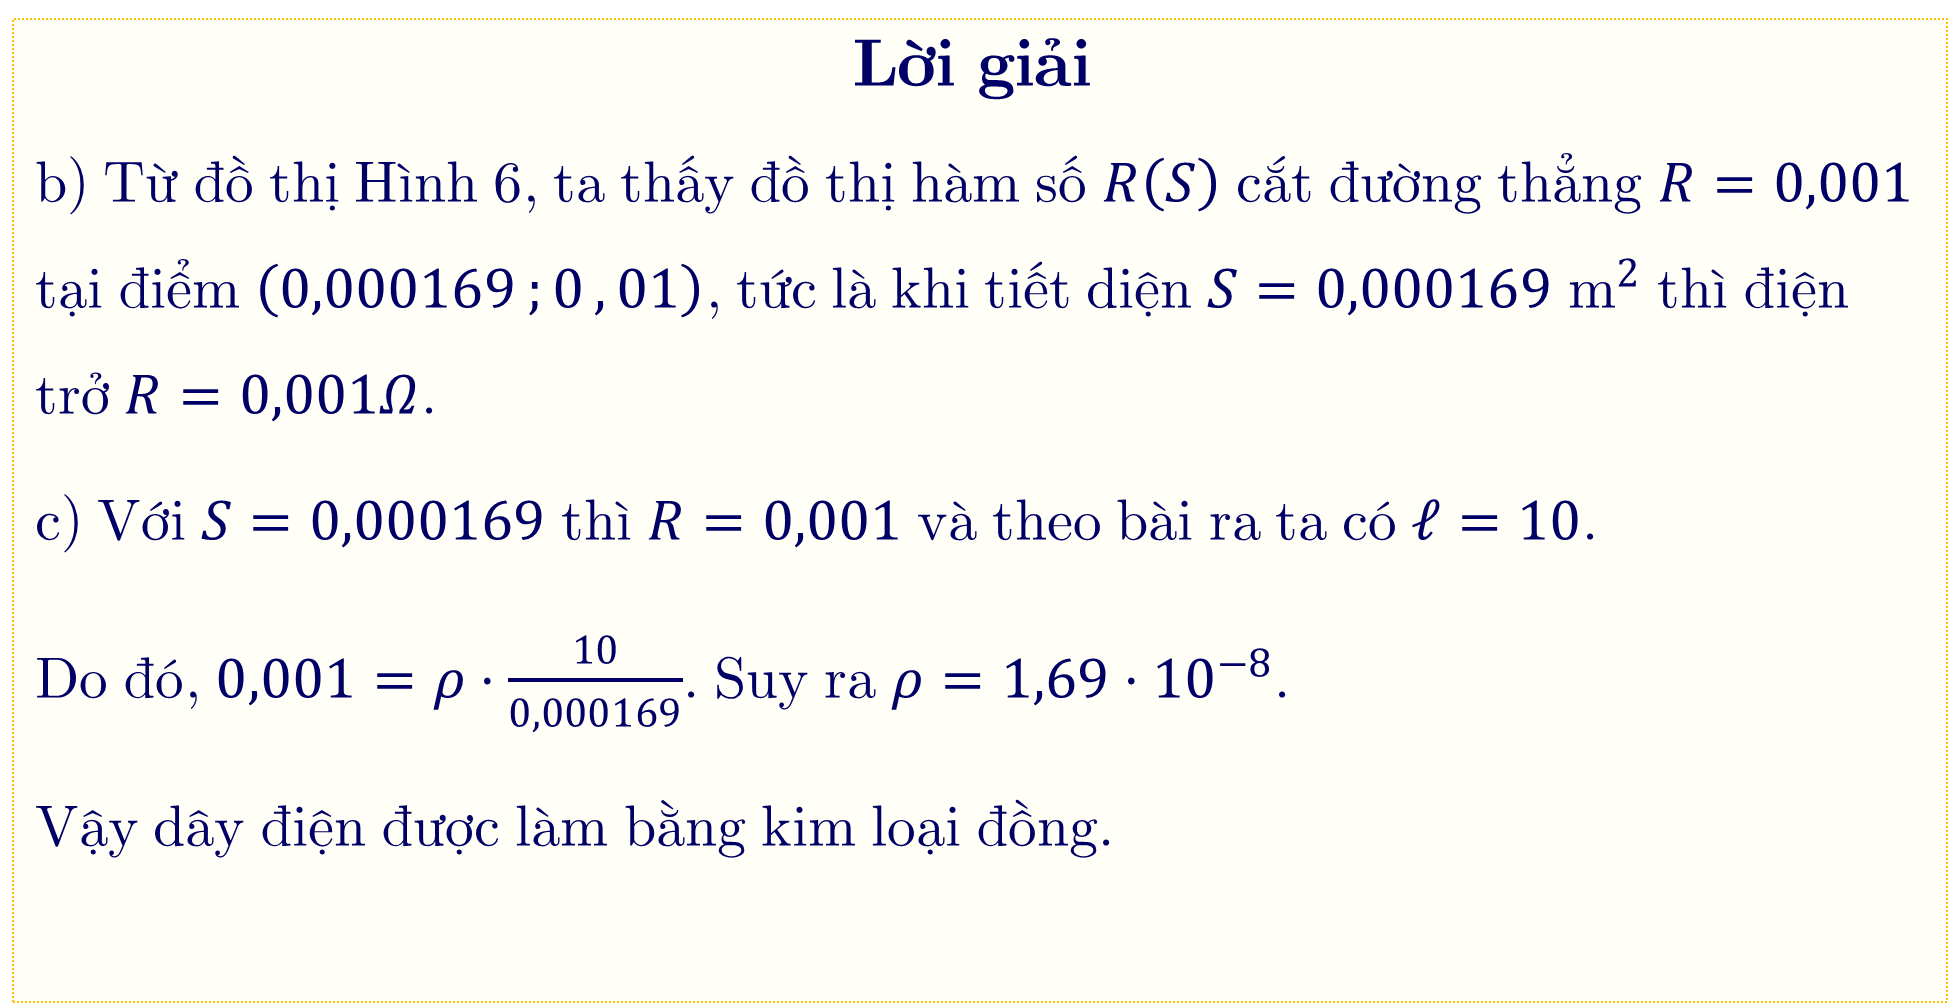 Lời giải
b) Từ đồ thị Hình 6, ta thấy đồ thị hàm số R(S) cắt đường thẳng R = 0,001
tại điểm (0,000169 ; 0 , 01), tức là khi tiết diện S = 0,000169 m² thì điện
trở R = 0,001Ω.
c) Với S = 0,000169 thì R = 0,001 và theo bài ra ta có ℓ = 10.
Do đó, 0,001 = ρ · 10/0,000169. Suy ra ρ = 1,69 · 10⁻⁸.
Vậy dây điện được làm bằng kim loại đồng.